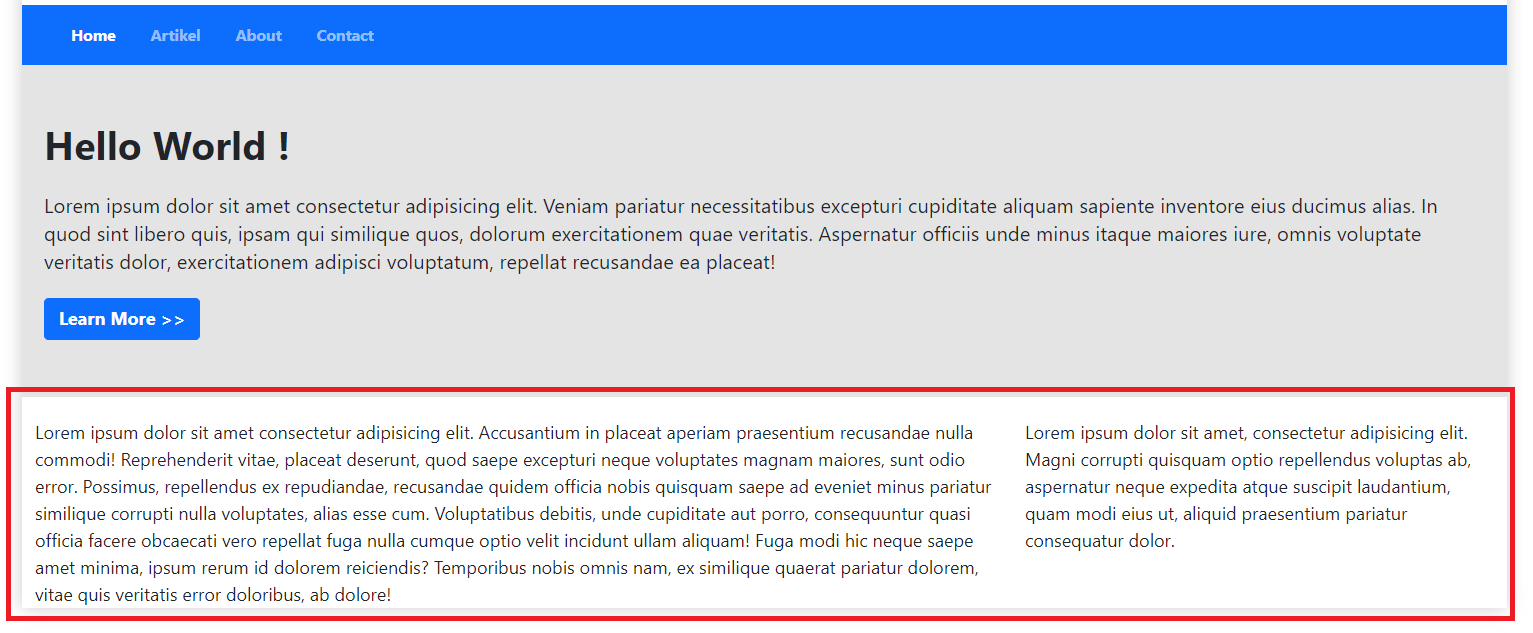 Home Artikel About Contact
Hello World !
Lorem ipsum dolor sit amet consectetur adipisicing elit. Veniam pariatur necessitatibus excepturi cupiditate aliquam sapiente inventore eius ducimus alias. In
quod sint libero quis, ipsam qui similique quos, dolorum exercitationem quae veritatis. Aspernatur officiis unde minus itaque maiores iure, omnis voluptate
veritatis dolor, exercitationem adipisci voluptatum, repellat recusandae ea placeat!
Learn More >>
Lorem ipsum dolor sit amet consectetur adipisicing elit. Accusantium in placeat aperiam praesentium recusandae nulla
commodi! Reprehenderit vitae, placeat deserunt, quod saepe excepturi neque voluptates magnam maiores, sunt odio
error. Possimus, repellendus ex repudiandae, recusandae quidem officia nobis quisquam saepe ad eveniet minus pariatur
similique corrupti nulla voluptates, alias esse cum. Voluptatibus debitis, unde cupiditate aut porro, consequuntur quasi
officia facere obcaecati vero repellat fuga nulla cumque optio velit incidunt ullam aliquam! Fuga modi hic neque saepe
amet minima, ipsum rerum id dolorem reiciendis? Temporibus nobis omnis nam, ex similique quaerat pariatur dolorem,
vitae quis veritatis error doloribus, ab dolore!
Lorem ipsum dolor sit amet, consectetur adipisicing elit.
Magni corrupti quisquam optio repellendus voluptas ab,
aspernatur neque expedita atque suscipit laudantium,
quam modi eius ut, aliquid praesentium pariatur
consequatur dolor.